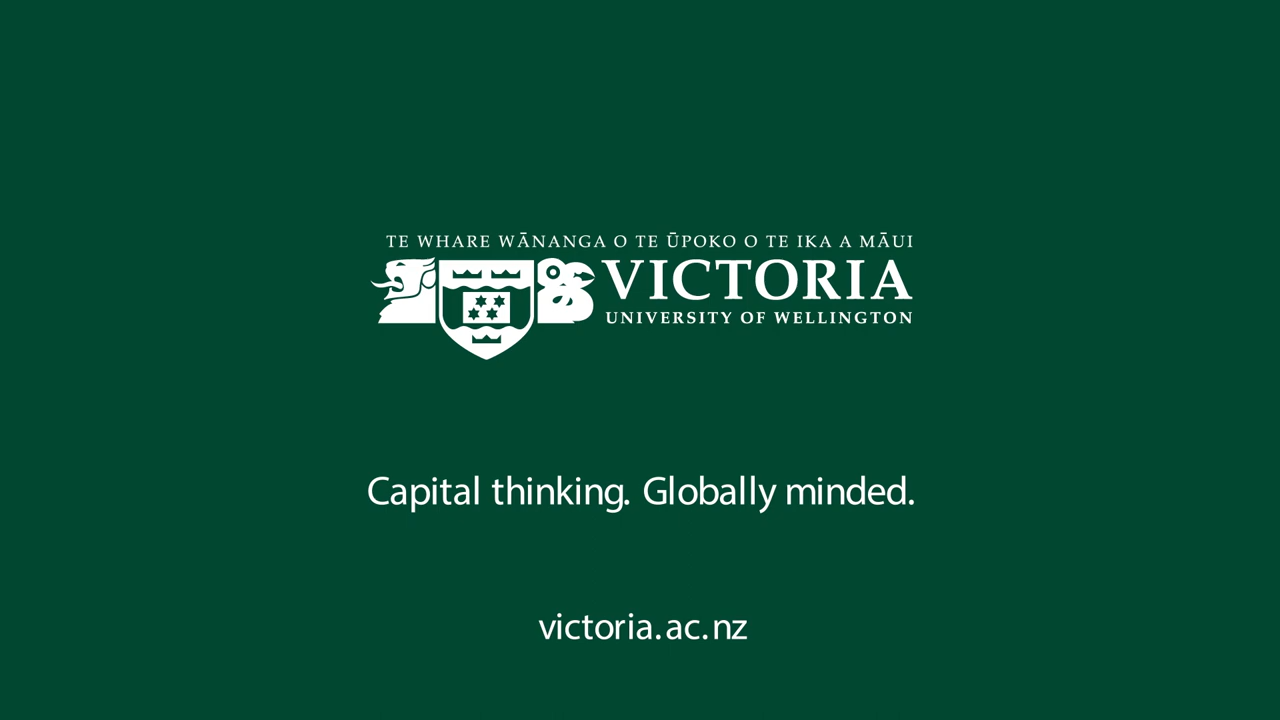 TE WHARE WĀNANGA O TE ŪPOKO O TE IKA A MĀUI
VICTORIA
UNIVERSITY OF WELLINGTON
Capital thinking. Globally minded.
victoria.ac.nz